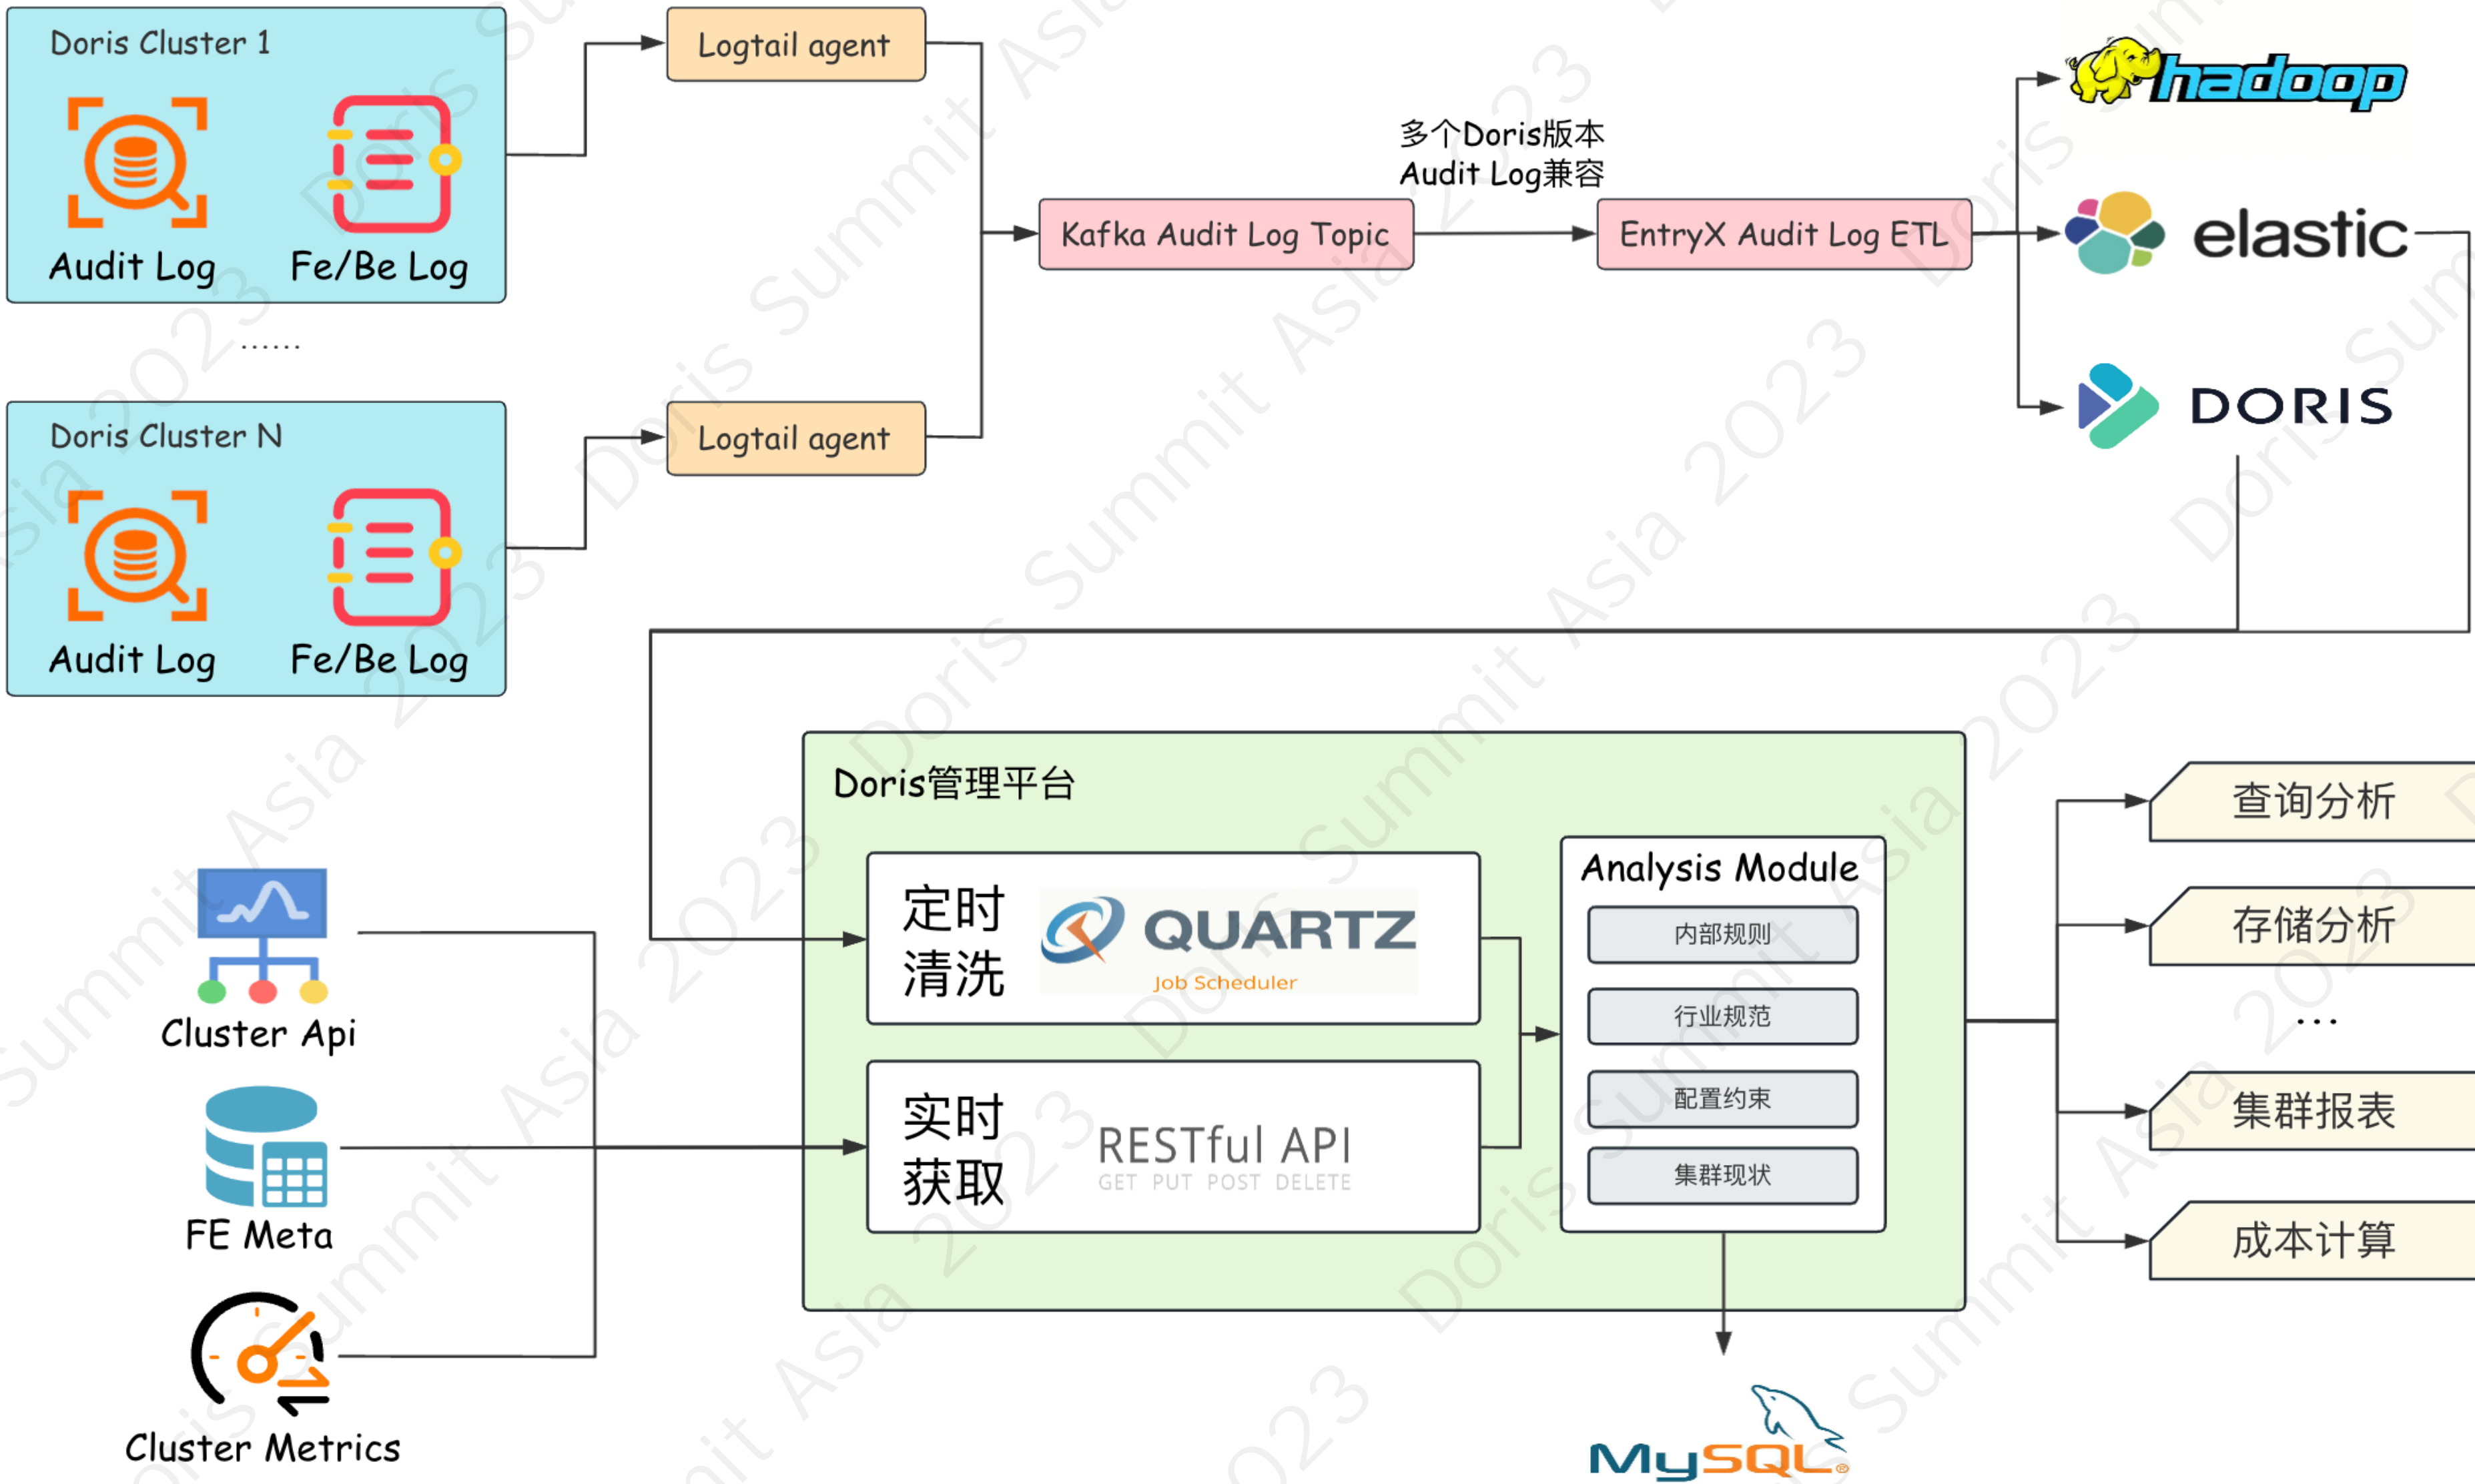 Doris Cluster 1
Audit Log
Fe/Be Log
......
Doris Cluster N
Audit Log
Fe/Be Log
Logtail agent
Logtail agent
Kafka Audit Log Topic
多个Doris版本
Audit Log兼容
EntryX Audit Log ETL
hadoop
elastic
DORIS
Cluster Api
FE Meta
Cluster Metrics
Doris管理平台
定时
清洗
QUARTZ
Job Scheduler
实时
获取
RESTful API
GET PUT POST DELETE
Analysis Module
内部规则
行业规范
配置约束
集群现状
MySQL®
查询分析
存储分析
...
集群报表
成本计算
Doris Summit Asia 2023